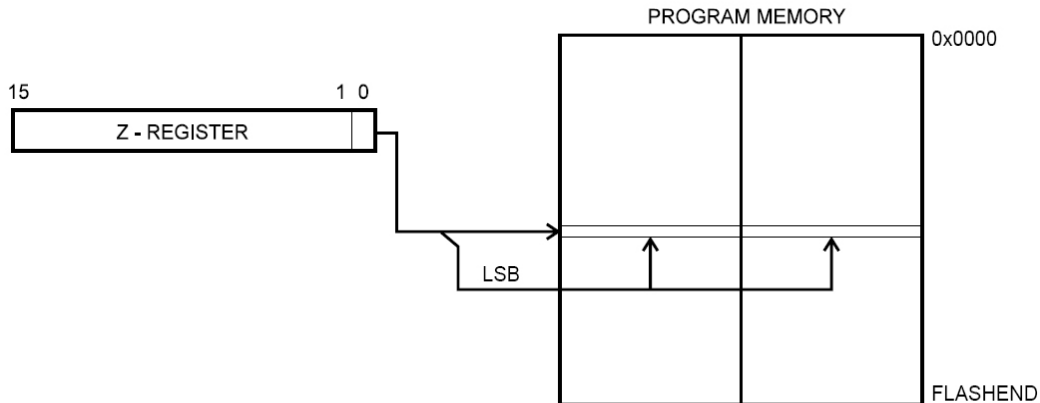 PROGRAM MEMORY
0x0000
15 1 0
Z - REGISTER
LSB
FLASHEND